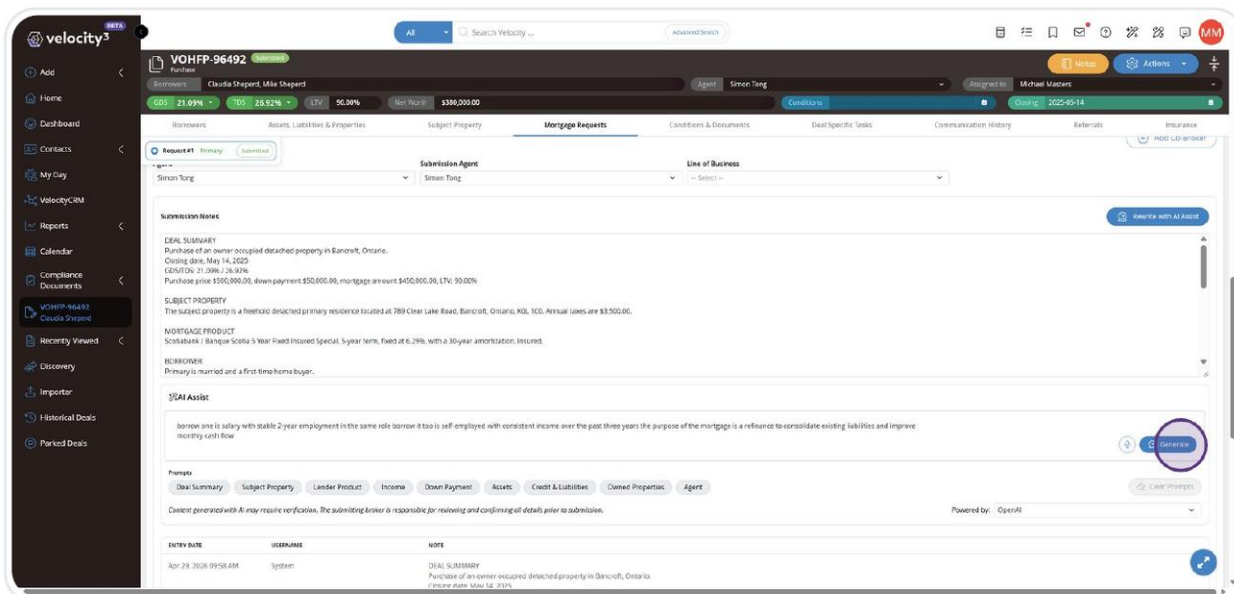 velocity³ BETA
All
Search Velocity ...
Advanced Search
MM
Add
Home
Dashboard
Contacts
My Day
VelocityCRM
Reports
Calendar
Compliance
Documents
VOHFP-96492
Claudia Sheperd
Recently Viewed
Discovery
Importer
Historical Deals
Parked Deals
VOHFP-96492 Submitted
Purchase
Notes
Actions
Borrowers Claudia Sheperd, Mike Sheperd
Agent Simon Tong
Assigned to Michael Masters
GDS 21.09% TDS 26.92% LTV 90.00% Net Worth $380,000.00 Conditions Closing 2025-05-14
Borrowers Assets, Liabilities & Properties Subject Property Mortgage Requests Conditions & Documents Deal Specific Tasks Communication History Referrals Insurance
Add Co-Broker
Request #1 Primary Submitted
Submission Agent Line of Business
Simon Tong Simon Tong -- Select --
Submission Notes
Rewrite with AI Assist
DEAL SUMMARY
Purchase of an owner occupied detached property in Bancroft, Ontario.
Closing date, May 14, 2025
GDS/TDS: 21.09% / 26.92%
Purchase price $500,000.00, down payment $50,000.00, mortgage amount $450,000.00, LTV: 90.00%
SUBJECT PROPERTY
The subject property is a freehold detached primary residence located at 789 Clear Lake Road, Bancroft, Ontario, K0L 1C0. Annual taxes are $3,500.00.
MORTGAGE PRODUCT
Scotiabank / Banque Scotia 5 Year Fixed Insured Special, 5-year term, fixed at 6.29%, with a 30-year amortization. Insured.
BORROWER
Primary is married and a first-time home buyer.
AI Assist
borrow one is salary with stable 2-year employment in the same role borrow it too is self-employed with consistent income over the past three years the purpose of the mortgage is a refinance to consolidate existing liabilities and improve
monthly cash flow
Generate
Prompts
Deal Summary Subject Property Lender Product Income Down Payment Assets Credit & Liabilities Owned Properties Agent
Clear Prompts
Content generated with AI may require verification. The submitting broker is responsible for reviewing and confirming all details prior to submission.
Powered by: OpenAI
ENTRY DATE USERNAME NOTE
Apr 29, 2026 09:58 AM System DEAL SUMMARY
Purchase of an owner occupied detached property in Bancroft, Ontario.
Closing date, May 14, 2025